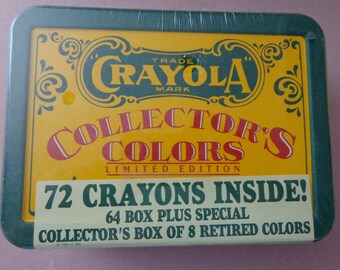 TRADE
"CRAYOLA"
MARK
COLLECTOR'S
COLORS
LIMITED EDITION
72 CRAYONS INSIDE!
64 BOX PLUS SPECIAL
COLLECTOR'S BOX OF 8 RETIRED COLORS